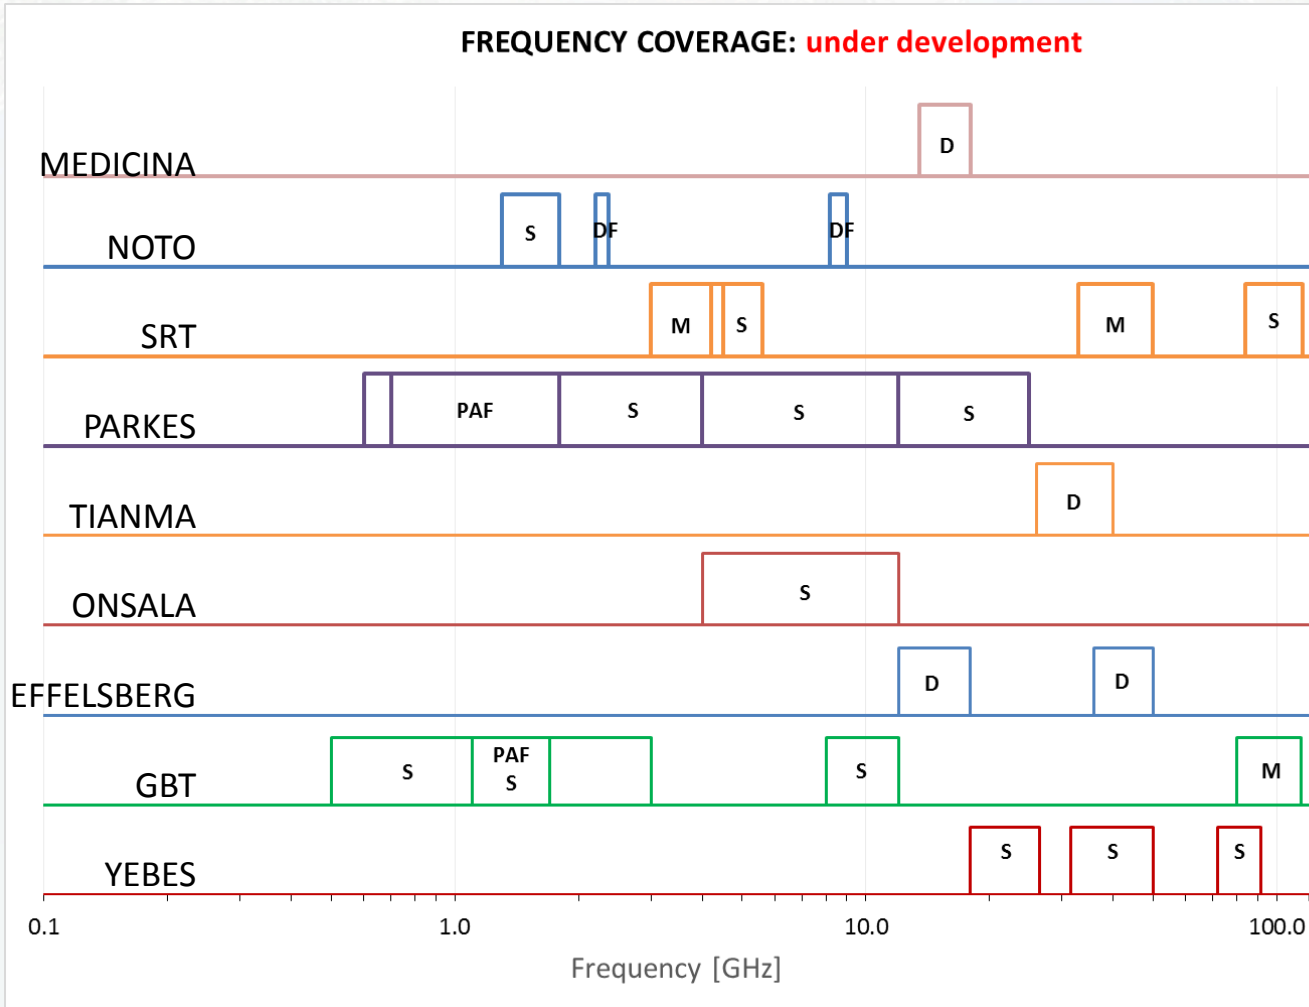 FREQUENCY COVERAGE: under development
MEDICINA
D
NOTO
S
DF
DF
SRT
M
S
M
S
PARKES
PAF
S
S
S
TIANMA
D
ONSALA
S
EFFELSBERG
D
D
GBT
S
PAF
S
S
M
YEBES
S
S
S
0.1
1.0
10.0
100.0
Frequency [GHz]